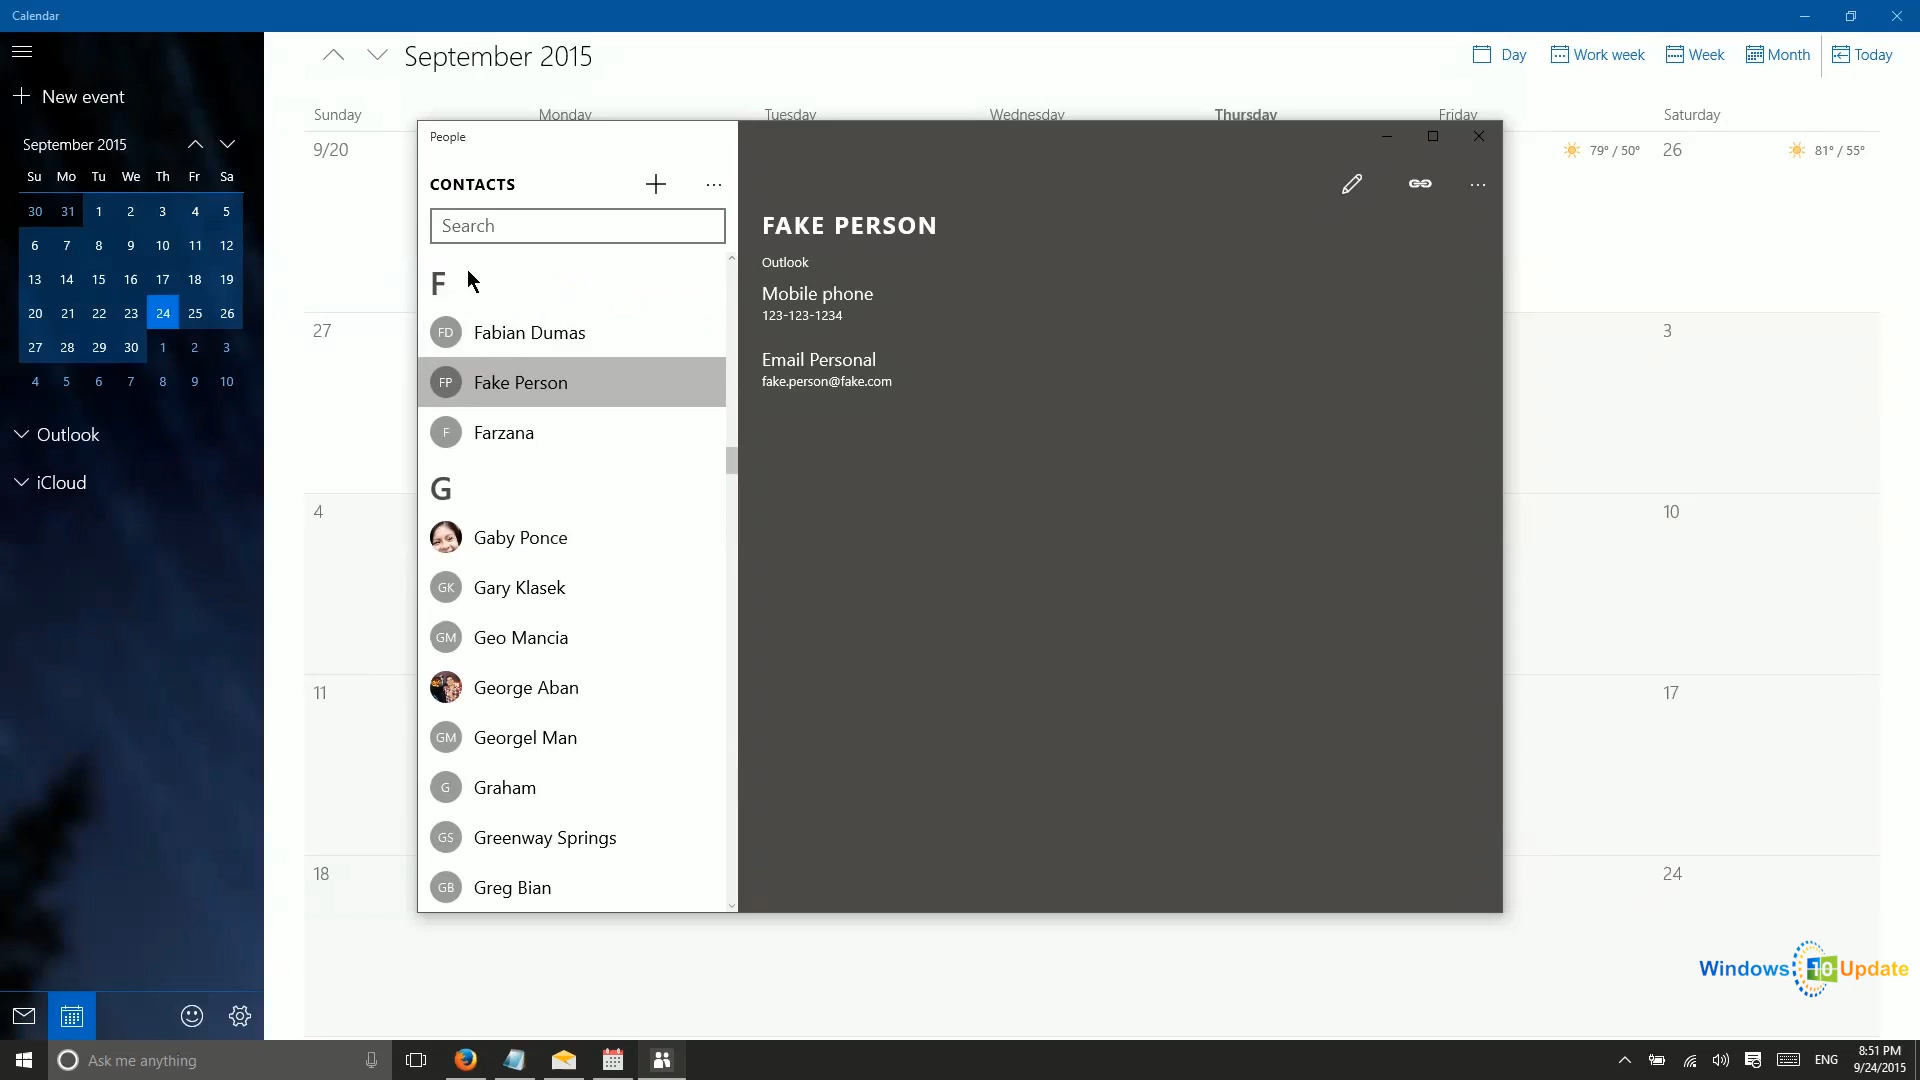 Calendar
New event
September 2015
Su Mo Tu We Th Fr Sa
30 31 1 2 3 4 5
6 7 8 9 10 11 12
13 14 15 16 17 18 19
20 21 22 23 24 25 26
27 28 29 30 1 2 3
4 5 6 7 8 9 10
Outlook
iCloud
September 2015
Day Work week Week Month Today
Sunday Monday Tuesday Wednesday Thursday Friday Saturday
9/20 79° / 50° 26 81° / 55°
27 3
4 10
11 17
18 24
People
CONTACTS
Search
F
FD Fabian Dumas
FP Fake Person
F Farzana
G
Gaby Ponce
GK Gary Klasek
GM Geo Mancia
George Aban
GM Georgel Man
G Graham
GS Greenway Springs
GB Greg Bian
FAKE PERSON
Outlook
Mobile phone
123-123-1234
Email Personal
fake.person@fake.com
Windows 10 Update
Ask me anything
ENG
8:51 PM
9/24/2015